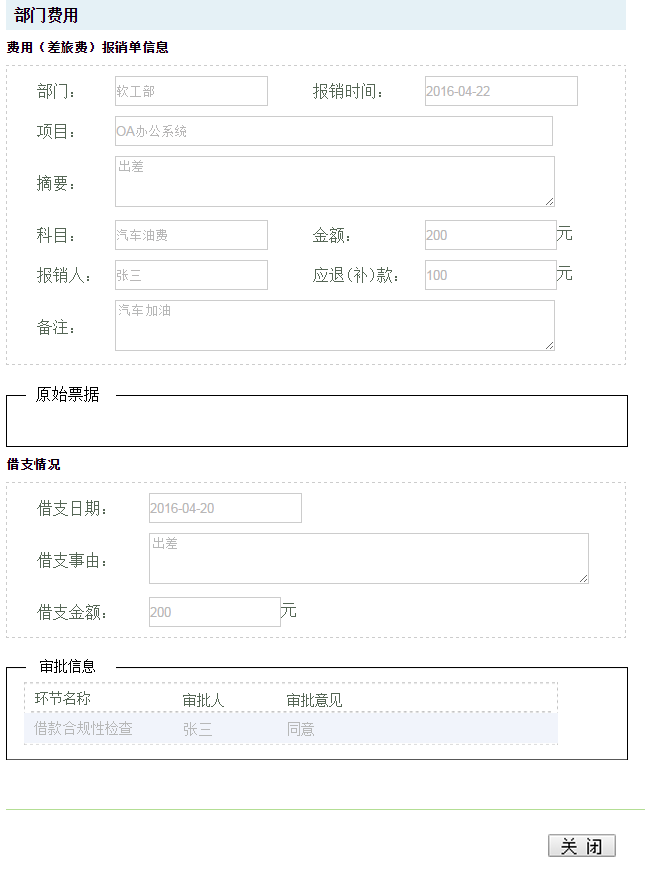 部门费用
费用（差旅费）报销单信息
部门： 软工部 报销时间： 2016-04-22
项目： OA办公系统
摘要： 出差
科目： 汽车油费 金额： 200 元
报销人： 张三 应退(补)款： 100 元
备注： 汽车加油
原始票据
借支情况
借支日期： 2016-04-20
借支事由： 出差
借支金额： 200 元
审批信息
环节名称 审批人 审批意见
借款合规性检查 张三 同意
关 闭